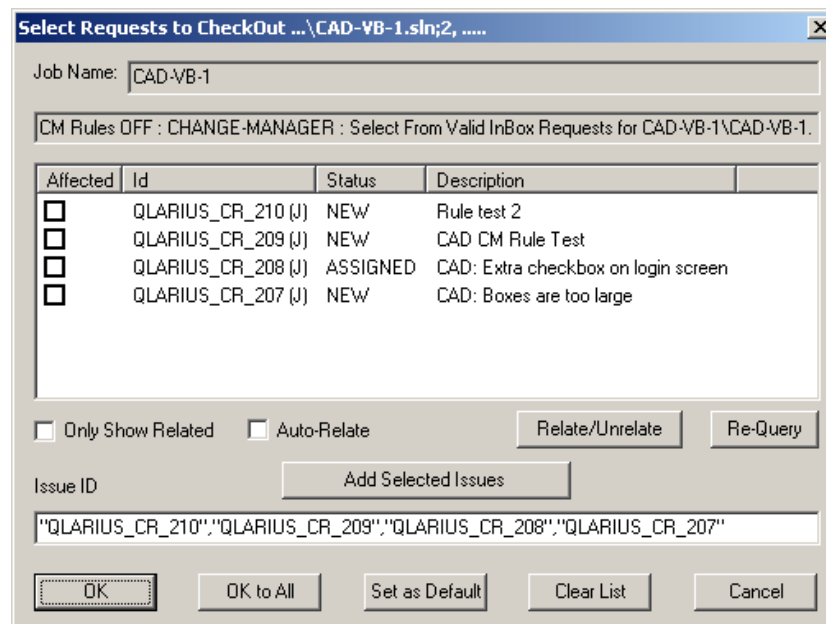 Select Requests to CheckOut ...\CAD-VB-1.sln;2, .....
Job Name: CAD-VB-1
CM Rules OFF : CHANGE-MANAGER : Select From Valid InBox Requests for CAD-VB-1\CAD-VB-1.
Affected Id Status Description
QLARIUS_CR_210 (J) NEW Rule test 2
QLARIUS_CR_209 (J) NEW CAD CM Rule Test
QLARIUS_CR_208 (J) ASSIGNED CAD: Extra checkbox on login screen
QLARIUS_CR_207 (J) NEW CAD: Boxes are too large
Only Show Related Auto-Relate Relate/Unrelate Re-Query
Issue ID Add Selected Issues
"QLARIUS_CR_210","QLARIUS_CR_209","QLARIUS_CR_208","QLARIUS_CR_207"
OK OK to All Set as Default Clear List Cancel